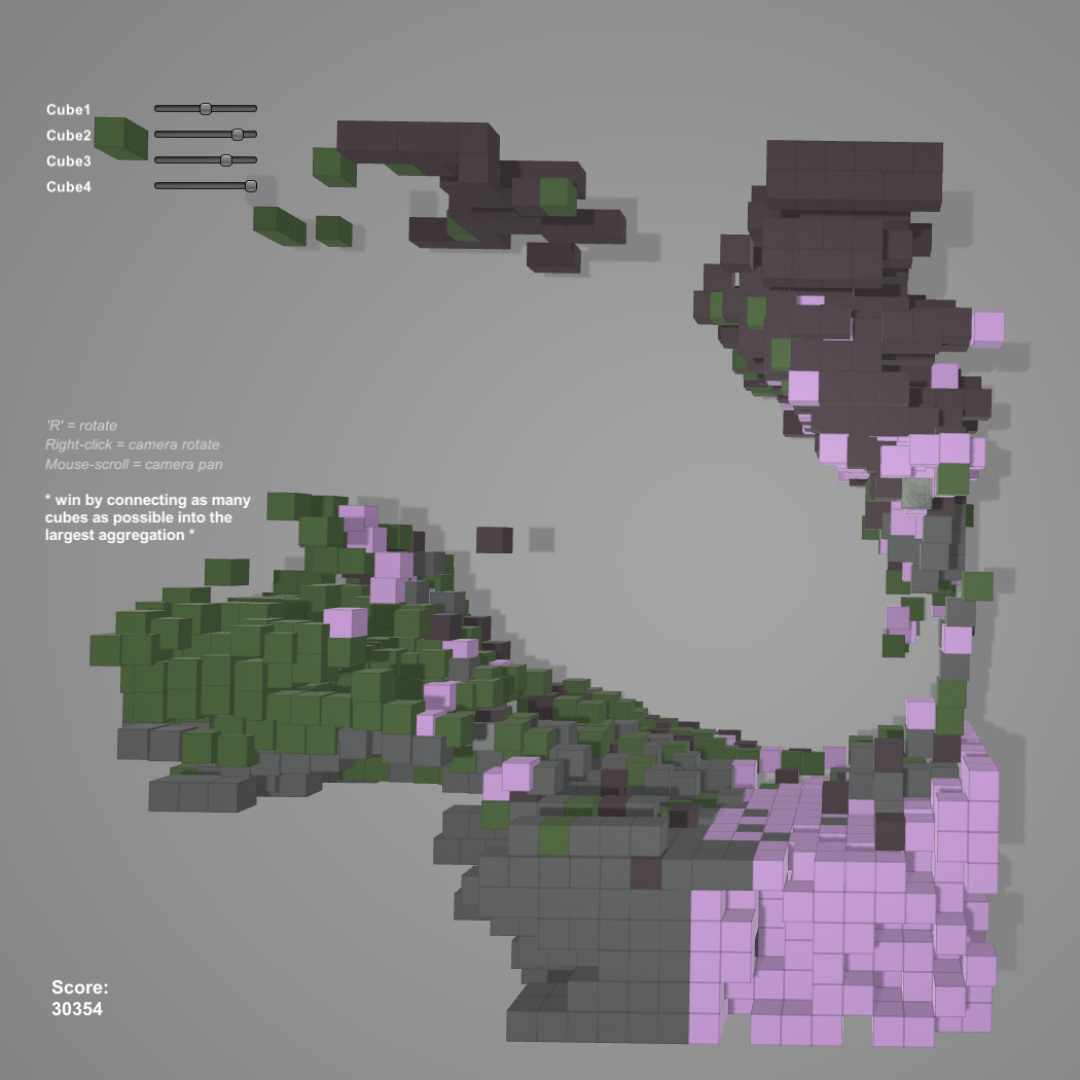 Cube1
Cube2
Cube3
Cube4
'R' = rotate
Right-click = camera rotate
Mouse-scroll = camera pan
* win by connecting as many
cubes as possible into the
largest aggregation *
Score:
30354